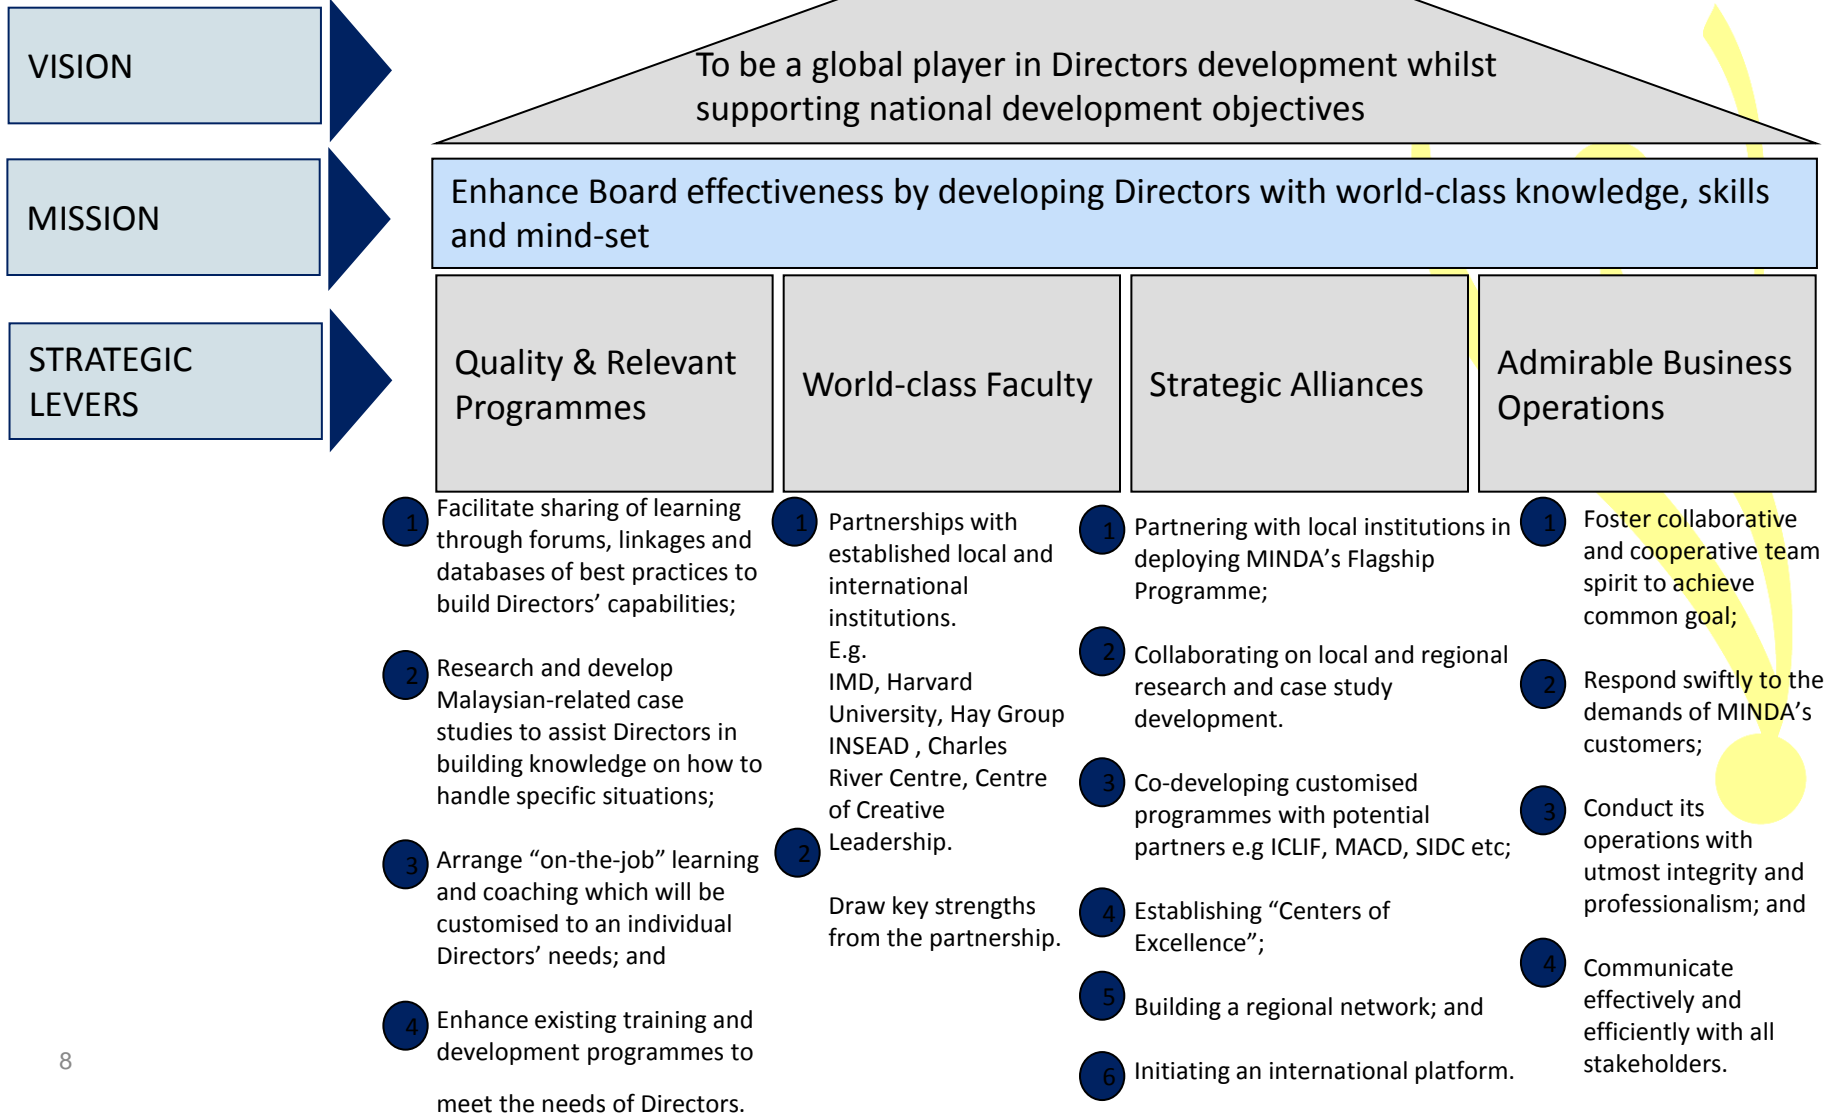 VISION
To be a global player in Directors development whilst
supporting national development objectives
MISSION
Enhance Board effectiveness by developing Directors with world-class knowledge, skills
and mind-set
STRATEGIC
LEVERS
Quality & Relevant
Programmes
World-class Faculty
Strategic Alliances
Admirable Business
Operations
1
Facilitate sharing of learning
through forums, linkages and
databases of best practices to
build Directors’ capabilities;
2
Research and develop
Malaysian-related case
studies to assist Directors in
building knowledge on how to
handle specific situations;
3
Arrange “on-the-job” learning
and coaching which will be
customised to an individual
Directors’ needs; and
4
Enhance existing training and
development programmes to
meet the needs of Directors.
1
Partnerships with
established local and
international
institutions.
E.g.
IMD, Harvard
University, Hay Group
INSEAD , Charles
River Centre, Centre
of Creative
Leadership.
2
Draw key strengths
from the partnership.
1
Partnering with local institutions in
deploying MINDA’s Flagship
Programme;
2
Collaborating on local and regional
research and case study
development.
3
Co-developing customised
programmes with potential
partners e.g ICLIF, MACD, SIDC etc;
4
Establishing “Centers of
Excellence”;
5
Building a regional network; and
6
Initiating an international platform.
1
Foster collaborative
and cooperative team
spirit to achieve
common goal;
2
Respond swiftly to the
demands of MINDA’s
customers;
3
Conduct its
operations with
utmost integrity and
professionalism; and
4
Communicate
effectively and
efficiently with all
stakeholders.
8